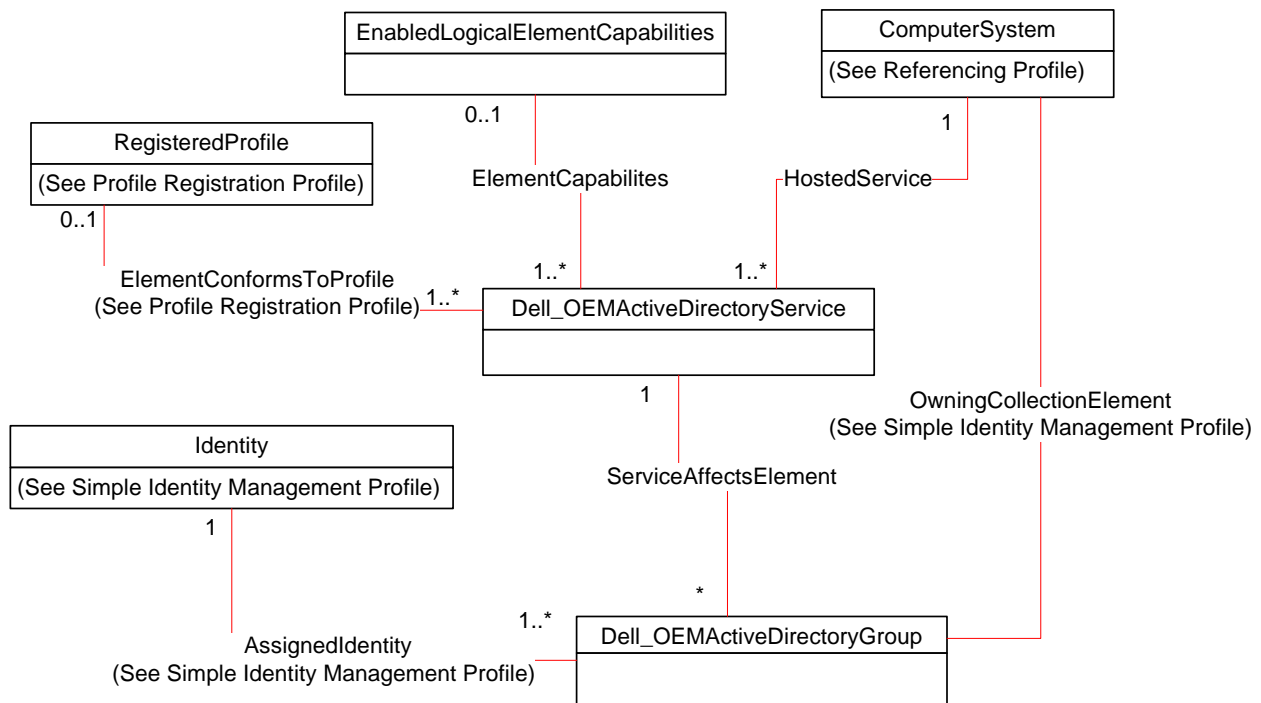 EnabledLogicalElementCapabilities
0..1
ComputerSystem
(See Referencing Profile)
1
RegisteredProfile
(See Profile Registration Profile)
0..1
ElementCapabilites
HostedService
ElementConformsToProfile
(See Profile Registration Profile)
1..*
1..*
1..*
Dell_OEMActiveDirectoryService
1
OwningCollectionElement
(See Simple Identity Management Profile)
Identity
(See Simple Identity Management Profile)
1
ServiceAffectsElement
*
1..*
Dell_OEMActiveDirectoryGroup
AssignedIdentity
(See Simple Identity Management Profile)